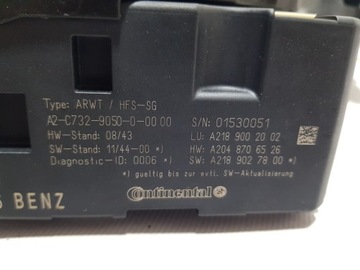 Type: ARWT / HFS-SG
A2-C732-9050-0-00 00 S/N: 01530051
HW-Stand: 08/43 LU: A218 900 20 02
SW-Stand: 11/44-00 *) HW: A204 870 65 26
Diagnostic-ID: 0006 *) SW: A218 902 78 00 *)
*) gueltig bis zur evtl. SW-Aktualisierung
Continental
BENZ